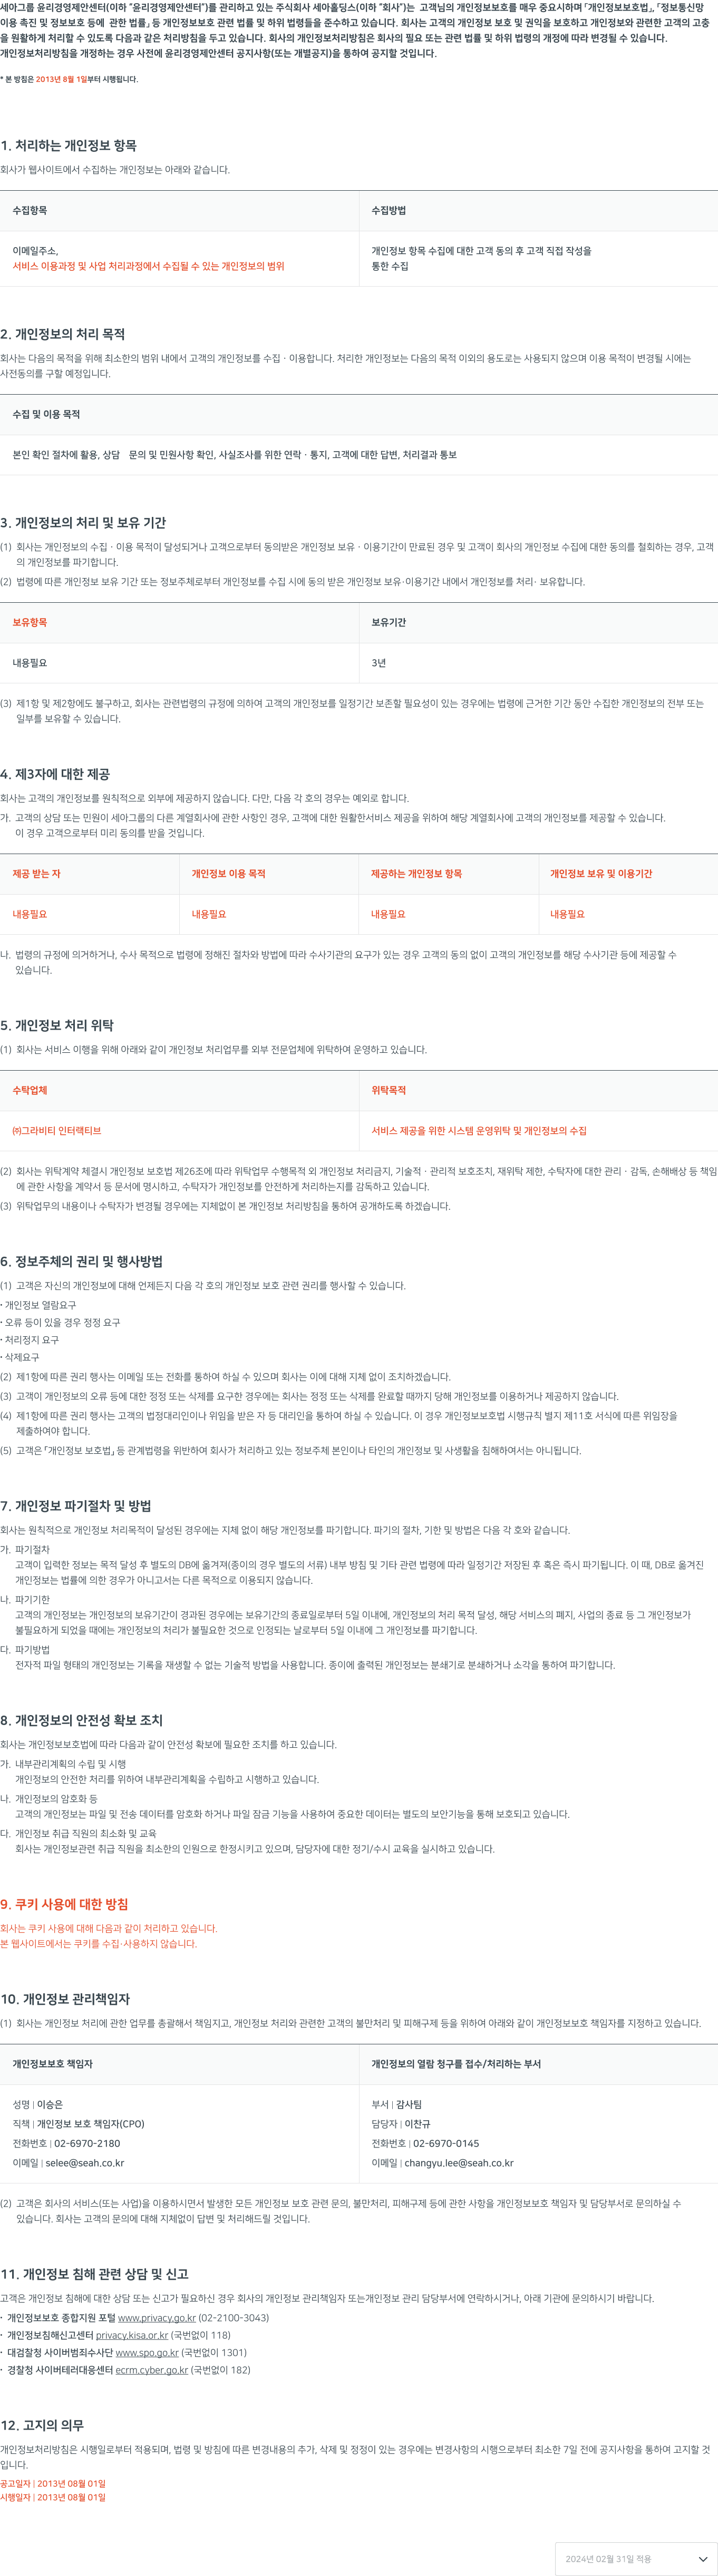 세아그룹 윤리경영제안센터(이하 “윤리경영제안센터”)를 관리하고 있는 주식회사 세아홀딩스(이하 “회사”)는 고객님의 개인정보보호를 매우 중요시하며 「개인정보보호법」, 「정보통신망
이용 촉진 및 정보보호 등에 관한 법률」 등 개인정보보호 관련 법률 및 하위 법령들을 준수하고 있습니다. 회사는 고객의 개인정보 보호 및 권익을 보호하고 개인정보와 관련한 고객의 고충
을 원활하게 처리할 수 있도록 다음과 같은 처리방침을 두고 있습니다. 회사의 개인정보처리방침은 회사의 필요 또는 관련 법률 및 하위 법령의 개정에 따라 변경될 수 있습니다.
개인정보처리방침을 개정하는 경우 사전에 윤리경영제안센터 공지사항(또는 개별공지)을 통하여 공지할 것입니다.
* 본 방침은 2013년 8월 1일부터 시행됩니다.
1. 처리하는 개인정보 항목
회사가 웹사이트에서 수집하는 개인정보는 아래와 같습니다.
수집항목
수집방법
이메일주소,
서비스 이용과정 및 사업 처리과정에서 수집될 수 있는 개인정보의 범위
개인정보 항목 수집에 대한 고객 동의 후 고객 직접 작성을
통한 수집
2. 개인정보의 처리 목적
회사는 다음의 목적을 위해 최소한의 범위 내에서 고객의 개인정보를 수집 · 이용합니다. 처리한 개인정보는 다음의 목적 이외의 용도로는 사용되지 않으며 이용 목적이 변경될 시에는
사전동의를 구할 예정입니다.
수집 및 이용 목적
본인 확인 절차에 활용, 상담 문의 및 민원사항 확인, 사실조사를 위한 연락 · 통지, 고객에 대한 답변, 처리결과 통보
3. 개인정보의 처리 및 보유 기간
(1) 회사는 개인정보의 수집 · 이용 목적이 달성되거나 고객으로부터 동의받은 개인정보 보유 · 이용기간이 만료된 경우 및 고객이 회사의 개인정보 수집에 대한 동의를 철회하는 경우, 고객
의 개인정보를 파기합니다.
(2) 법령에 따른 개인정보 보유 기간 또는 정보주체로부터 개인정보를 수집 시에 동의 받은 개인정보 보유·이용기간 내에서 개인정보를 처리· 보유합니다.
보유항목
보유기간
내용필요
3년
(3) 제1항 및 제2항에도 불구하고, 회사는 관련법령의 규정에 의하여 고객의 개인정보를 일정기간 보존할 필요성이 있는 경우에는 법령에 근거한 기간 동안 수집한 개인정보의 전부 또는
일부를 보유할 수 있습니다.
4. 제3자에 대한 제공
회사는 고객의 개인정보를 원칙적으로 외부에 제공하지 않습니다. 다만, 다음 각 호의 경우는 예외로 합니다.
가. 고객의 상담 또는 민원이 세아그룹의 다른 계열회사에 관한 사항인 경우, 고객에 대한 원활한서비스 제공을 위하여 해당 계열회사에 고객의 개인정보를 제공할 수 있습니다.
이 경우 고객으로부터 미리 동의를 받을 것입니다.
제공 받는 자
개인정보 이용 목적
제공하는 개인정보 항목
개인정보 보유 및 이용기간
내용필요
내용필요
내용필요
내용필요
나. 법령의 규정에 의거하거나, 수사 목적으로 법령에 정해진 절차와 방법에 따라 수사기관의 요구가 있는 경우 고객의 동의 없이 고객의 개인정보를 해당 수사기관 등에 제공할 수
있습니다.
5. 개인정보 처리 위탁
(1) 회사는 서비스 이행을 위해 아래와 같이 개인정보 처리업무를 외부 전문업체에 위탁하여 운영하고 있습니다.
수탁업체
위탁목적
㈜그라비티 인터랙티브
서비스 제공을 위한 시스템 운영위탁 및 개인정보의 수집
(2) 회사는 위탁계약 체결시 개인정보 보호법 제26조에 따라 위탁업무 수행목적 외 개인정보 처리금지, 기술적 · 관리적 보호조치, 재위탁 제한, 수탁자에 대한 관리 · 감독, 손해배상 등 책임
에 관한 사항을 계약서 등 문서에 명시하고, 수탁자가 개인정보를 안전하게 처리하는지를 감독하고 있습니다.
(3) 위탁업무의 내용이나 수탁자가 변경될 경우에는 지체없이 본 개인정보 처리방침을 통하여 공개하도록 하겠습니다.
6. 정보주체의 권리 및 행사방법
(1) 고객은 자신의 개인정보에 대해 언제든지 다음 각 호의 개인정보 보호 관련 권리를 행사할 수 있습니다.
· 개인정보 열람요구
· 오류 등이 있을 경우 정정 요구
· 처리정지 요구
· 삭제요구
(2) 제1항에 따른 권리 행사는 이메일 또는 전화를 통하여 하실 수 있으며 회사는 이에 대해 지체 없이 조치하겠습니다.
(3) 고객이 개인정보의 오류 등에 대한 정정 또는 삭제를 요구한 경우에는 회사는 정정 또는 삭제를 완료할 때까지 당해 개인정보를 이용하거나 제공하지 않습니다.
(4) 제1항에 따른 권리 행사는 고객의 법정대리인이나 위임을 받은 자 등 대리인을 통하여 하실 수 있습니다. 이 경우 개인정보보호법 시행규칙 별지 제11호 서식에 따른 위임장을
제출하여야 합니다.
(5) 고객은 「개인정보 보호법」 등 관계법령을 위반하여 회사가 처리하고 있는 정보주체 본인이나 타인의 개인정보 및 사생활을 침해하여서는 아니됩니다.
7. 개인정보 파기절차 및 방법
회사는 원칙적으로 개인정보 처리목적이 달성된 경우에는 지체 없이 해당 개인정보를 파기합니다. 파기의 절차, 기한 및 방법은 다음 각 호와 같습니다.
가. 파기절차
고객이 입력한 정보는 목적 달성 후 별도의 DB에 옮겨져(종이의 경우 별도의 서류) 내부 방침 및 기타 관련 법령에 따라 일정기간 저장된 후 혹은 즉시 파기됩니다. 이 때, DB로 옮겨진
개인정보는 법률에 의한 경우가 아니고서는 다른 목적으로 이용되지 않습니다.
나. 파기기한
고객의 개인정보는 개인정보의 보유기간이 경과된 경우에는 보유기간의 종료일로부터 5일 이내에, 개인정보의 처리 목적 달성, 해당 서비스의 폐지, 사업의 종료 등 그 개인정보가
불필요하게 되었을 때에는 개인정보의 처리가 불필요한 것으로 인정되는 날로부터 5일 이내에 그 개인정보를 파기합니다.
다. 파기방법
전자적 파일 형태의 개인정보는 기록을 재생할 수 없는 기술적 방법을 사용합니다. 종이에 출력된 개인정보는 분쇄기로 분쇄하거나 소각을 통하여 파기합니다.
8. 개인정보의 안전성 확보 조치
회사는 개인정보보호법에 따라 다음과 같이 안전성 확보에 필요한 조치를 하고 있습니다.
가. 내부관리계획의 수립 및 시행
개인정보의 안전한 처리를 위하여 내부관리계획을 수립하고 시행하고 있습니다.
나. 개인정보의 암호화 등
고객의 개인정보는 파일 및 전송 데이터를 암호화 하거나 파일 잠금 기능을 사용하여 중요한 데이터는 별도의 보안기능을 통해 보호되고 있습니다.
다. 개인정보 취급 직원의 최소화 및 교육
회사는 개인정보관련 취급 직원을 최소한의 인원으로 한정시키고 있으며, 담당자에 대한 정기/수시 교육을 실시하고 있습니다.
9. 쿠키 사용에 대한 방침
회사는 쿠키 사용에 대해 다음과 같이 처리하고 있습니다.
본 웹사이트에서는 쿠키를 수집·사용하지 않습니다.
10. 개인정보 관리책임자
(1) 회사는 개인정보 처리에 관한 업무를 총괄해서 책임지고, 개인정보 처리와 관련한 고객의 불만처리 및 피해구제 등을 위하여 아래와 같이 개인정보보호 책임자를 지정하고 있습니다.
개인정보보호 책임자
개인정보의 열람 청구를 접수/처리하는 부서
성명 | 이승은
직책 | 개인정보 보호 책임자(CPO)
전화번호 | 02-6970-2180
이메일 | selee@seah.co.kr
부서 | 감사팀
담당자 | 이찬규
전화번호 | 02-6970-0145
이메일 | changyu.lee@seah.co.kr
(2) 고객은 회사의 서비스(또는 사업)을 이용하시면서 발생한 모든 개인정보 보호 관련 문의, 불만처리, 피해구제 등에 관한 사항을 개인정보보호 책임자 및 담당부서로 문의하실 수
있습니다. 회사는 고객의 문의에 대해 지체없이 답변 및 처리해드릴 것입니다.
11. 개인정보 침해 관련 상담 및 신고
고객은 개인정보 침해에 대한 상담 또는 신고가 필요하신 경우 회사의 개인정보 관리책임자 또는개인정보 관리 담당부서에 연락하시거나, 아래 기관에 문의하시기 바랍니다.
· 개인정보보호 종합지원 포털 www.privacy.go.kr (02-2100-3043)
· 개인정보침해신고센터 privacy.kisa.or.kr (국번없이 118)
· 대검찰청 사이버범죄수사단 www.spo.go.kr (국번없이 1301)
· 경찰청 사이버테러대응센터 ecrm.cyber.go.kr (국번없이 182)
12. 고지의 의무
개인정보처리방침은 시행일로부터 적용되며, 법령 및 방침에 따른 변경내용의 추가, 삭제 및 정정이 있는 경우에는 변경사항의 시행으로부터 최소한 7일 전에 공지사항을 통하여 고지할 것
입니다.
공고일자 | 2013년 08월 01일
시행일자 | 2013년 08월 01일
2024년 02월 31일 적용